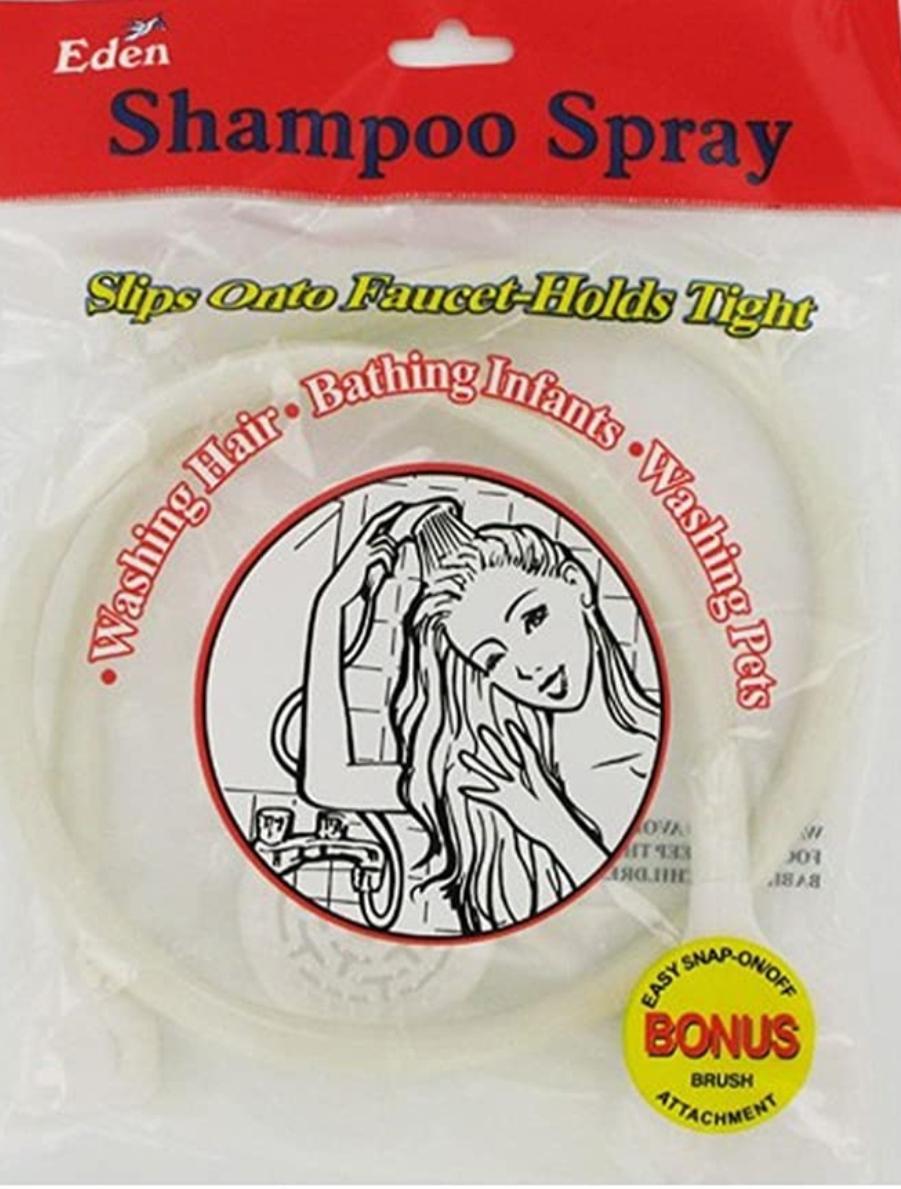 Eden
Shampoo Spray
Slips Onto Faucet-Holds Tight
• Washing Hair • Bathing Infants • Washing Pets
EASY SNAP-ON/OFF
BONUS
BRUSH
ATTACHMENT